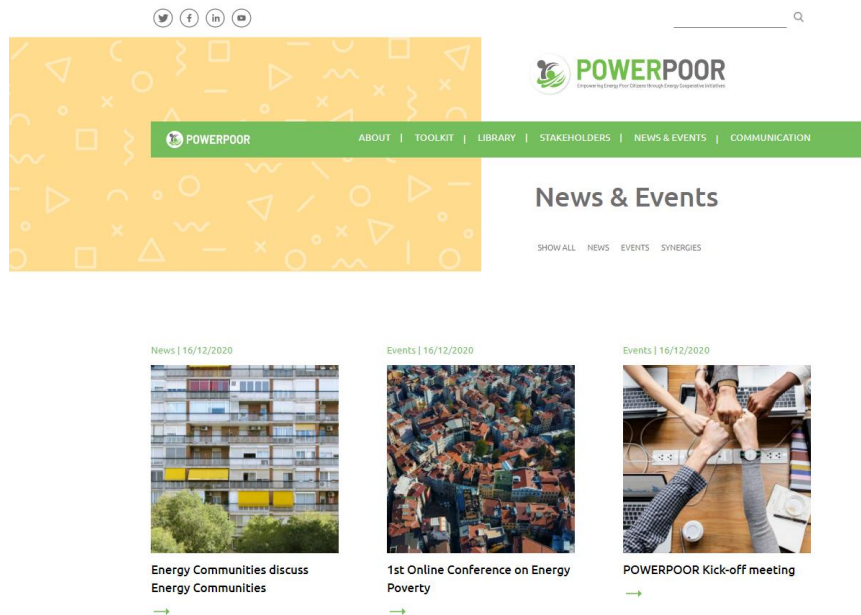 POWERPOOR
Empowering Energy Poor Citizens through Energy Cooperative Initiatives
POWERPOOR
ABOUT | TOOLKIT | LIBRARY | STAKEHOLDERS | NEWS & EVENTS | COMMUNICATION
News & Events
SHOW ALL NEWS EVENTS SYNERGIES
News | 16/12/2020
Energy Communities discuss
Energy Communities
Events | 16/12/2020
1st Online Conference on Energy
Poverty
Events | 16/12/2020
POWERPOOR Kick-off meeting